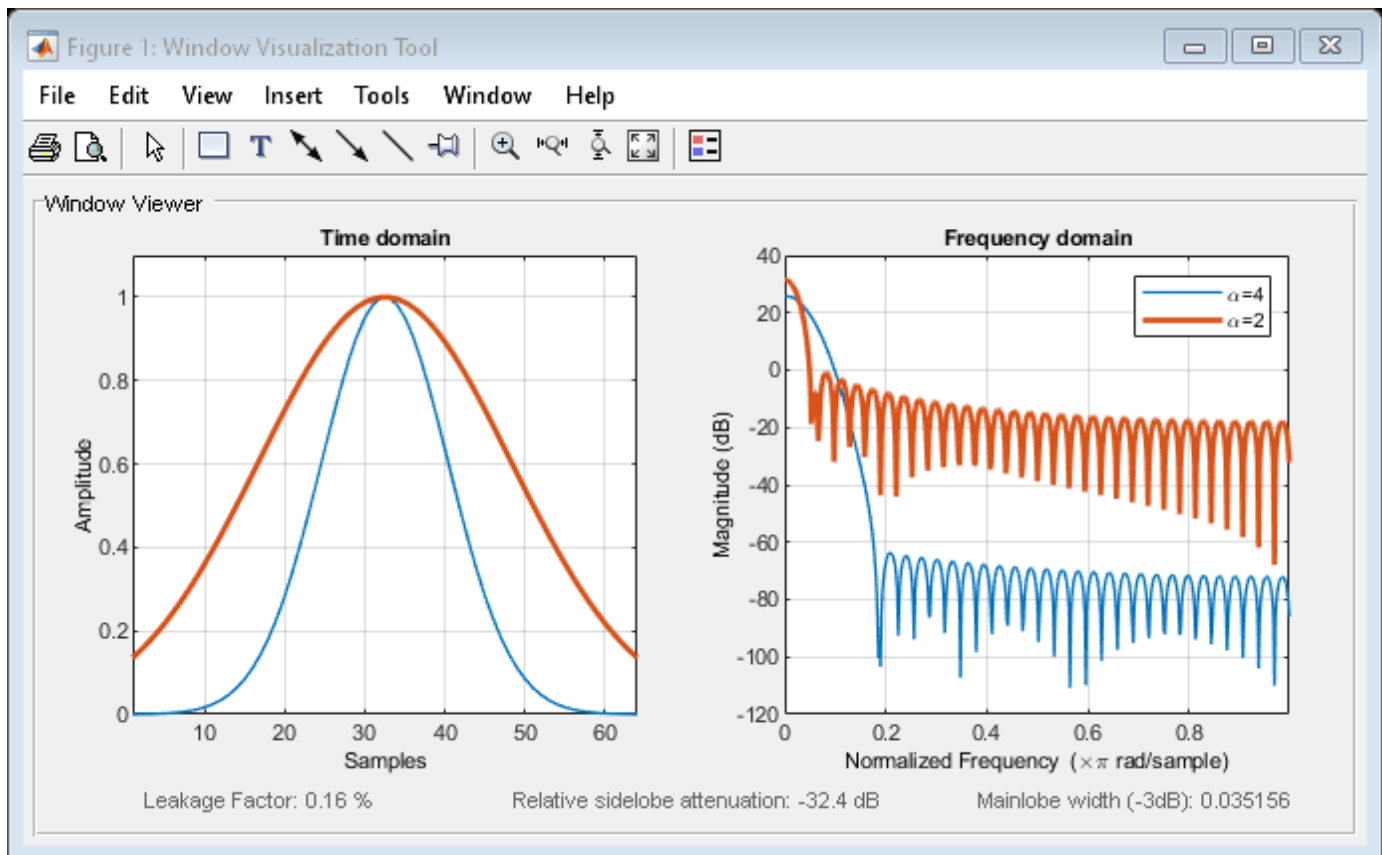 Figure 1: Window Visualization Tool
File Edit View Insert Tools Window Help
T
Window Viewer
Time domain
1
0.8
0.6
0.4
0.2
0
Amplitude
10 20 30 40 50 60
Samples
Frequency domain
40
20
0
-20
-40
-60
-80
-100
-120
Magnitude (dB)
α=4
α=2
0 0.2 0.4 0.6 0.8
Normalized Frequency (×π rad/sample)
Leakage Factor: 0.16 % Relative sidelobe attenuation: -32.4 dB Mainlobe width (-3dB): 0.035156